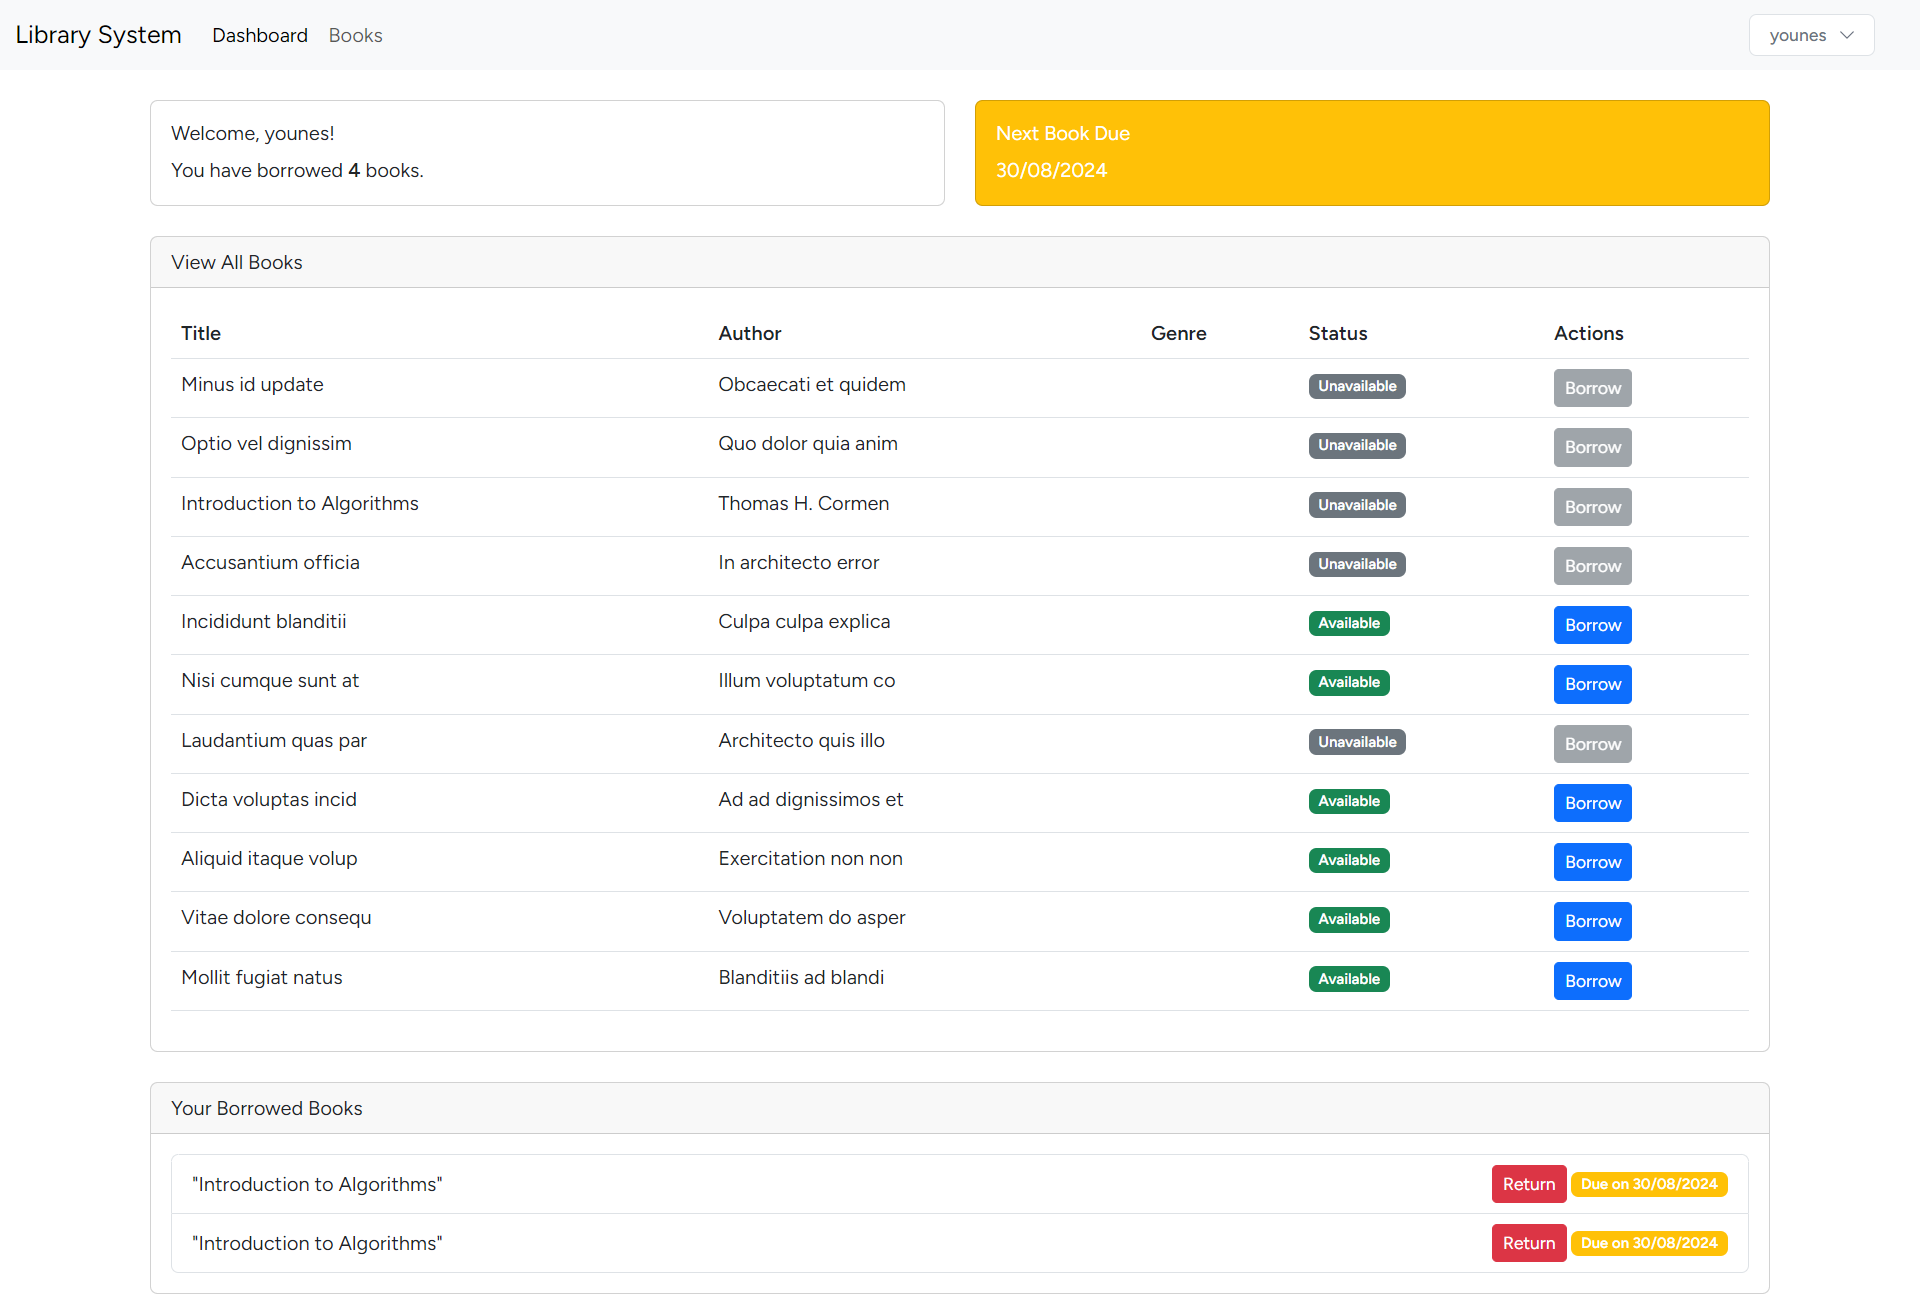 Library System Dashboard Books younes
Welcome, younes!
You have borrowed 4 books.
Next Book Due
30/08/2024
View All Books
Title Author Genre Status Actions
Minus id update Obcaecati et quidem Unavailable Borrow
Optio vel dignissim Quo dolor quia anim Unavailable Borrow
Introduction to Algorithms Thomas H. Cormen Unavailable Borrow
Accusantium officia In architecto error Unavailable Borrow
Incididunt blanditii Culpa culpa explica Available Borrow
Nisi cumque sunt at Illum voluptatum co Available Borrow
Laudantium quas par Architecto quis illo Unavailable Borrow
Dicta voluptas incid Ad ad dignissimos et Available Borrow
Aliquid itaque volup Exercitation non non Available Borrow
Vitae dolore consequ Voluptatem do asper Available Borrow
Mollit fugiat natus Blanditiis ad blandi Available Borrow
Your Borrowed Books
"Introduction to Algorithms" Return Due on 30/08/2024
"Introduction to Algorithms" Return Due on 30/08/2024